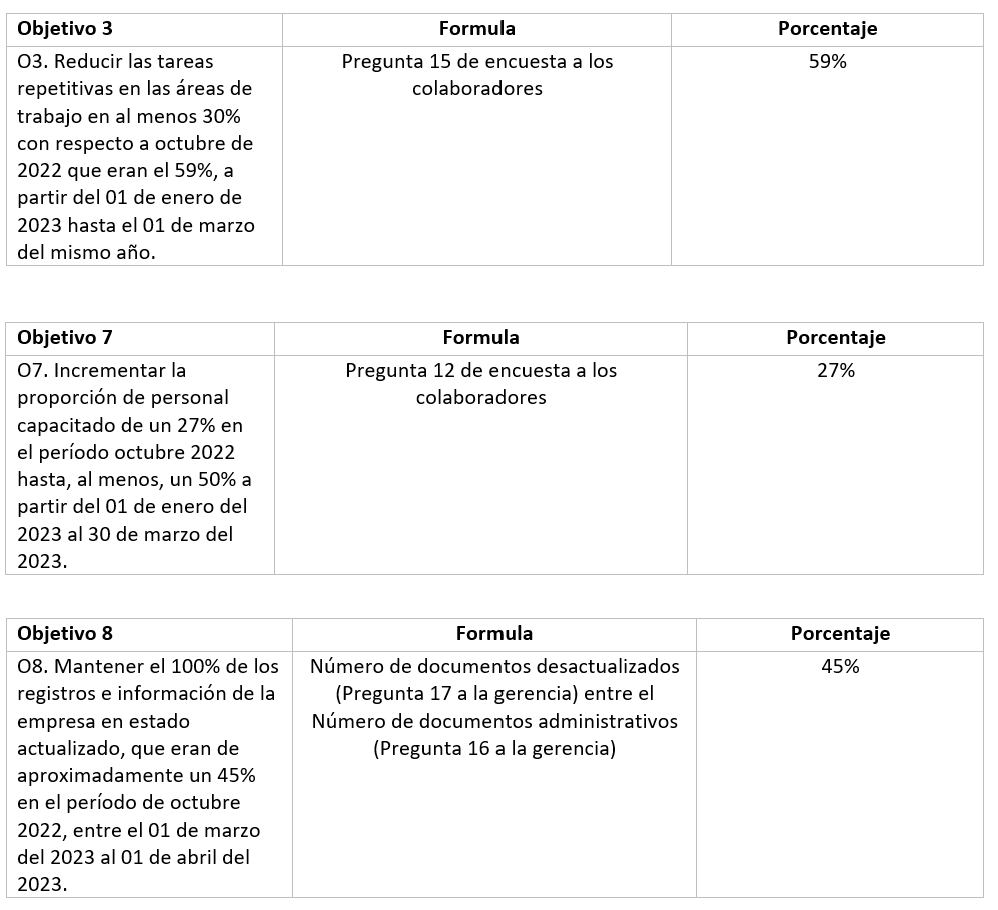 Objetivo 3 Formula Porcentaje
O3. Reducir las tareas
repetitivas en las áreas de
trabajo en al menos 30%
con respecto a octubre de
2022 que eran el 59%, a
partir del 01 de enero de
2023 hasta el 01 de marzo
del mismo año.
Pregunta 15 de encuesta a los
colaboradores
59%
Objetivo 7 Formula Porcentaje
O7. Incrementar la
proporción de personal
capacitado de un 27% en
el período octubre 2022
hasta, al menos, un 50% a
partir del 01 de enero del
2023 al 30 de marzo del
2023.
Pregunta 12 de encuesta a los
colaboradores
27%
Objetivo 8 Formula Porcentaje
O8. Mantener el 100% de los
registros e información de la
empresa en estado
actualizado, que eran de
aproximadamente un 45%
en el período de octubre
2022, entre el 01 de marzo
del 2023 al 01 de abril del
2023.
Número de documentos desactualizados
(Pregunta 17 a la gerencia) entre el
Número de documentos administrativos
(Pregunta 16 a la gerencia)
45%